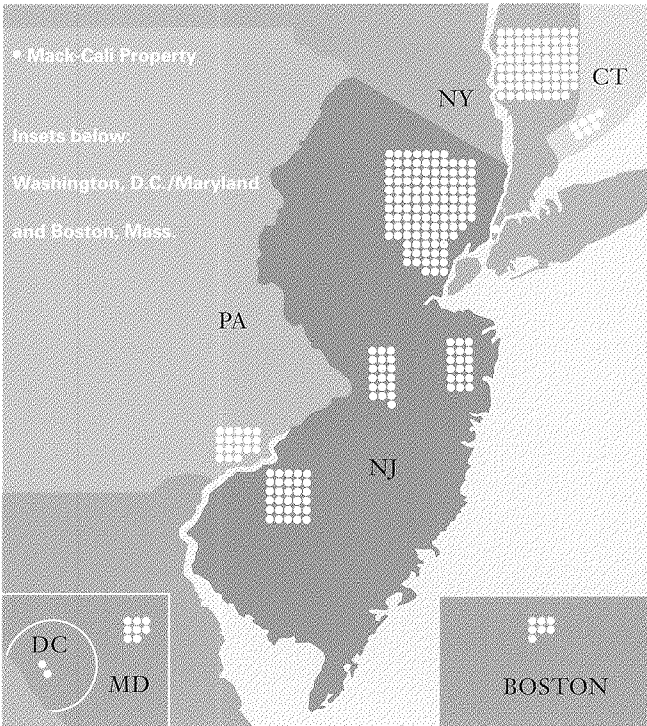 • Mack-Cali Property
Insets below:
Washington, D.C./Maryland
and Boston, Mass.
NY
CT
PA
NJ
DC
MD
BOSTON